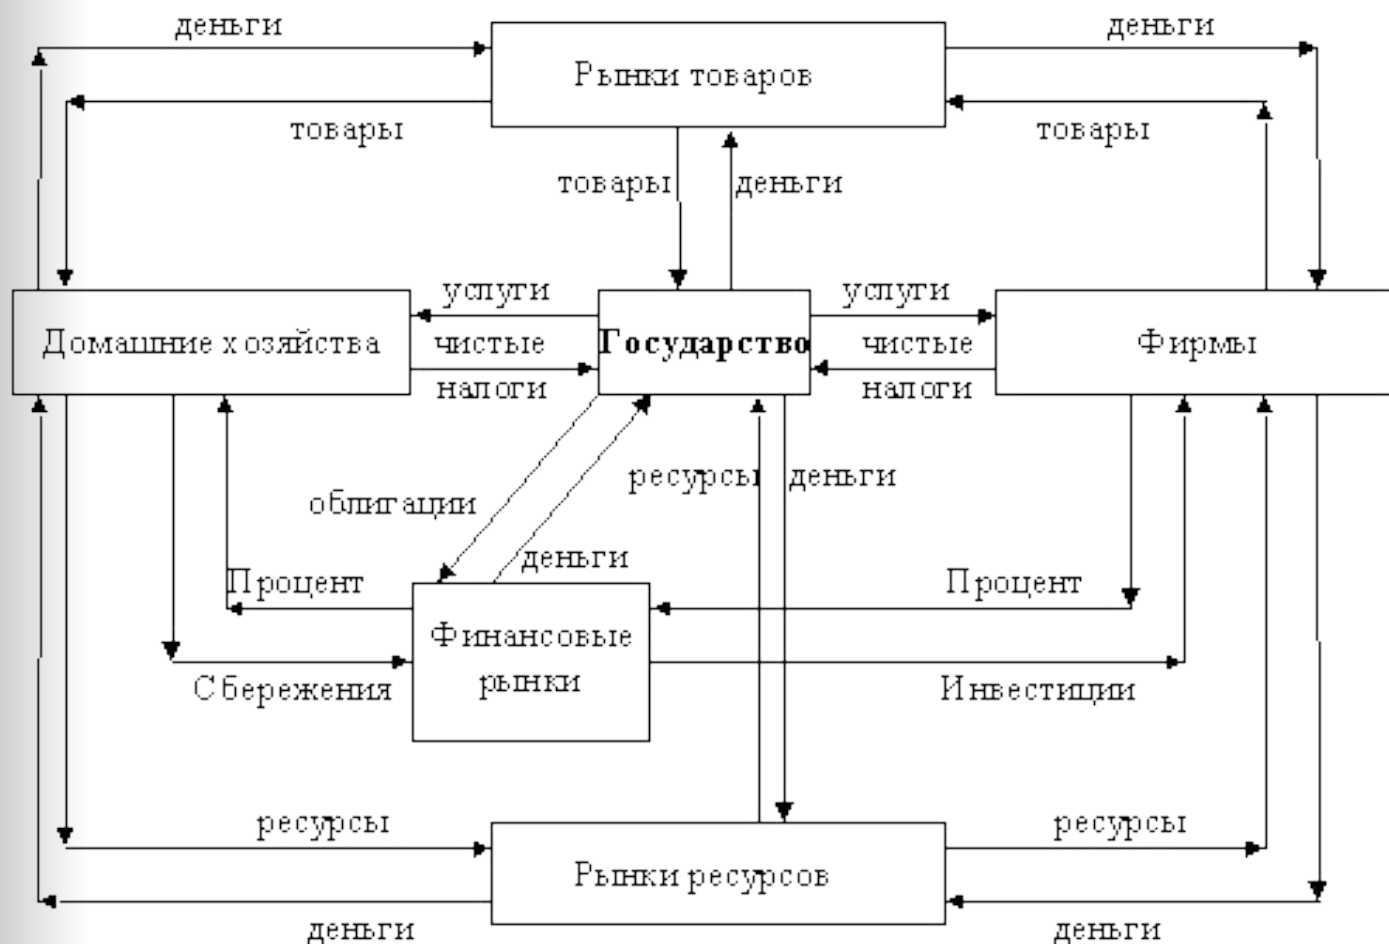 деньги
деньги
Рынки товаров
товары
товары
товары
деньги
услуги
услуги
Домашние хозяйства
чистые
Государство
чистые
Фирмы
налоги
налоги
ресурсы
деньги
облигации
деньги
Процент
Процент
Финансовые
рынки
Сбережения
Инвестиции
ресурсы
ресурсы
Рынки ресурсов
деньги
деньги